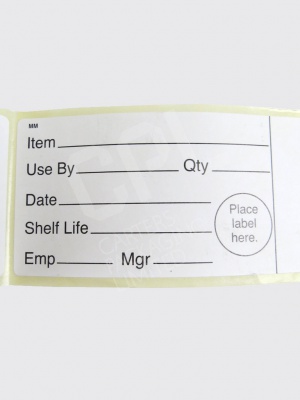 MM
Item
Use By Qty
Date
Shelf Life
Place
label
here.
Emp Mgr